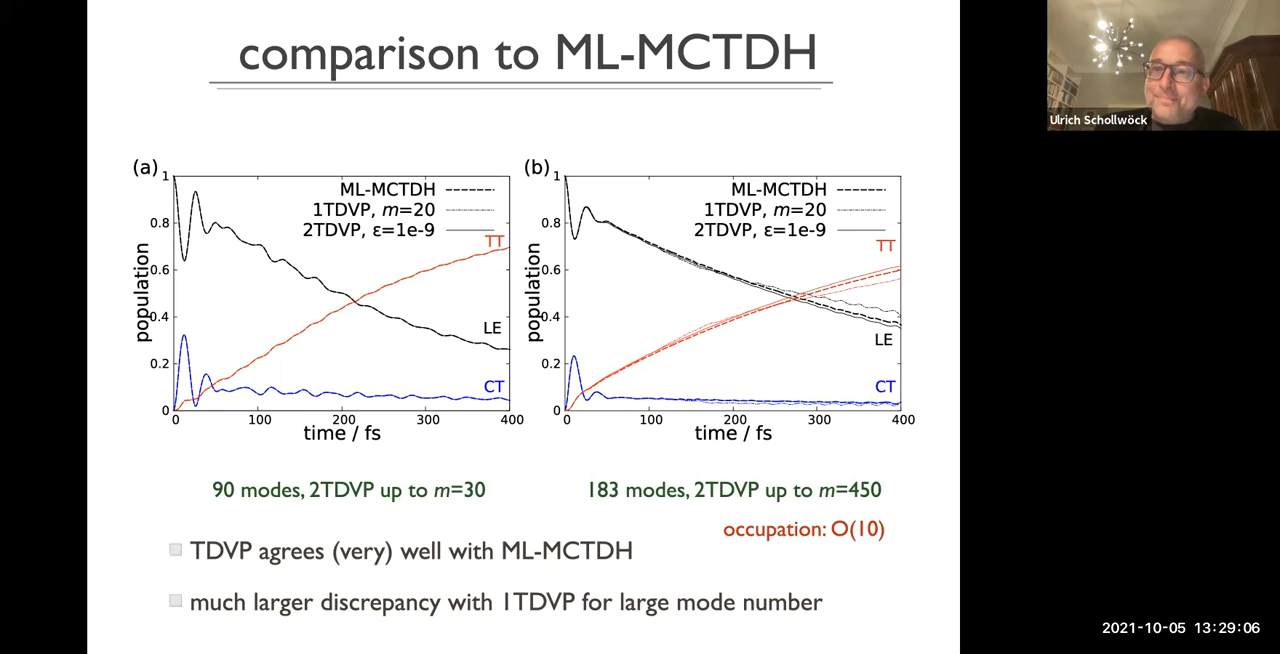 comparison to ML-MCTDH
Ulrich Schollwöck
(a)
1
0.8
0.6
0.4
0.2
0
population
ML-MCTDH
1TDVP, m=20
2TDVP, ε=1e-9
TT
LE
CT
0 100 200 300 400
time / fs
(b)
1
0.8
0.6
0.4
0.2
0
population
ML-MCTDH
1TDVP, m=20
2TDVP, ε=1e-9
TT
LE
CT
0 100 200 300 400
time / fs
90 modes, 2TDVP up to m=30
183 modes, 2TDVP up to m=450
occupation: O(10)
TDVP agrees (very) well with ML-MCTDH
much larger discrepancy with 1TDVP for large mode number
2021-10-05 13:29:06